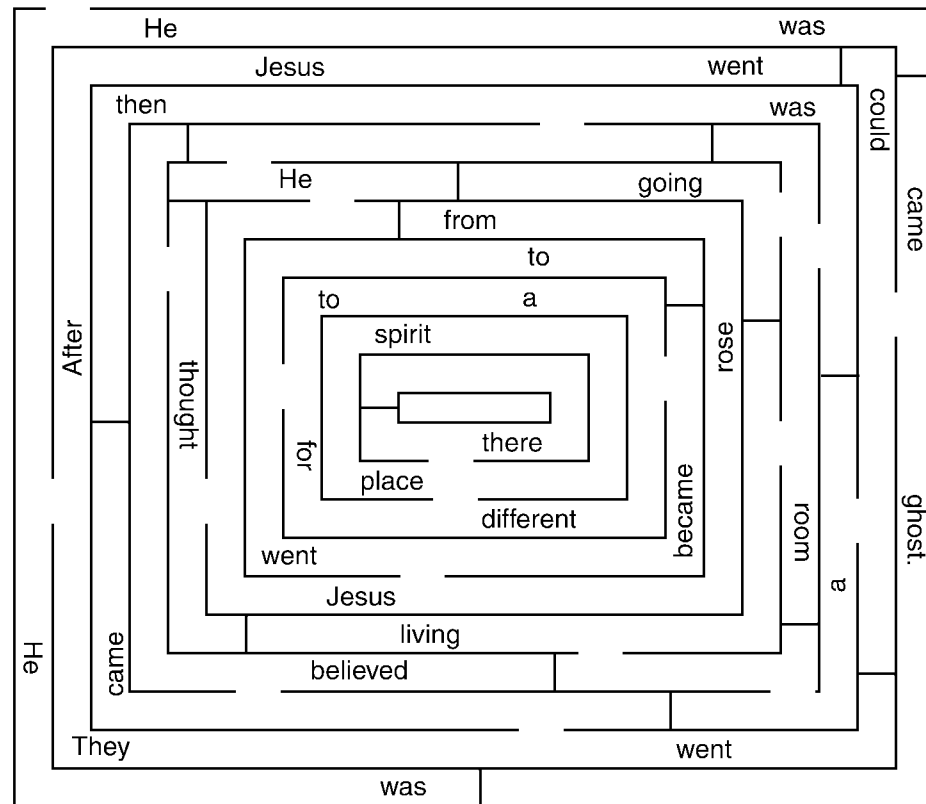 He was
Jesus went
then was
could
came
He going
from
to
to a
spirit
After
thought
rose
for
there
place
became
ghost.
different
room
went
a
Jesus
living
came
He
believed
They went
was